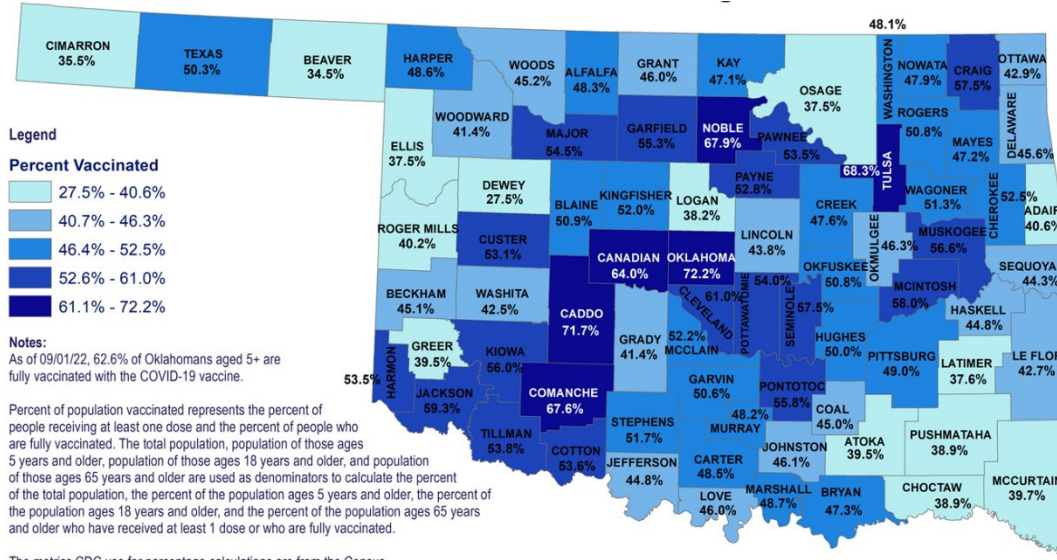 48.1%
CIMARRON
35.5%
TEXAS
50.3%
BEAVER
34.5%
HARPER
48.6%
WOODS
45.2%
ALFALFA
48.3%
GRANT
46.0%
KAY
47.1%
OSAGE
37.5%
WASHINGTON
NOWATA
47.9%
CRAIG
57.5%
OTTAWA
42.9%
WOODWARD
41.4%
MAJOR
54.5%
GARFIELD
55.3%
NOBLE
67.9%
PAWNEE
53.5%
ROGERS
50.8%
MAYES
47.2%
DELAWARE
45.6%
ELLIS
37.5%
DEWEY
27.5%
BLAINE
50.9%
KINGFISHER
52.0%
LOGAN
38.2%
PAYNE
52.8%
68.3%
TULSA
CREEK
47.6%
WAGONER
51.3%
CHEROKEE
52.5%
ADAIR
40.6%
ROGER MILLS
40.2%
CUSTER
53.1%
CANADIAN
64.0%
OKLAHOMA
72.2%
LINCOLN
43.8%
OKMULGEE
46.3%
MUSKOGEE
56.6%
SEQUOYA
44.3%
BECKHAM
45.1%
WASHITA
42.5%
CADDO
71.7%
GRADY
41.4%
CLEVELAND
61.0%
POTTAWATOMIE
54.0%
SEMINOLE
57.5%
OKFUSKEE
50.8%
MCINTOSH
58.0%
HASKELL
44.8%
52.2%
MCCLAIN
HUGHES
50.0%
PITTSBURG
49.0%
LATIMER
37.6%
LE FLOR
42.7%
GREER
39.5%
KIOWA
56.0%
53.5%
HARMON
JACKSON
59.3%
COMANCHE
67.6%
GARVIN
50.6%
PONTOTOC
55.8%
COAL
45.0%
TILLMAN
53.8%
COTTON
53.6%
STEPHENS
51.7%
48.2%
MURRAY
ATOKA
39.5%
PUSHMATAHA
38.9%
JEFFERSON
44.8%
CARTER
48.5%
JOHNSTON
46.1%
LOVE
46.0%
MARSHALL
48.7%
BRYAN
47.3%
CHOCTAW
38.9%
MCCURTAIN
39.7%
Legend
Percent Vaccinated
27.5% - 40.6%
40.7% - 46.3%
46.4% - 52.5%
52.6% - 61.0%
61.1% - 72.2%
Notes:
As of 09/01/22, 62.6% of Oklahomans aged 5+ are
fully vaccinated with the COVID-19 vaccine.
Percent of population vaccinated represents the percent of
people receiving at least one dose and the percent of people who
are fully vaccinated. The total population, population of those ages
5 years and older, population of those ages 18 years and older, and population
of those ages 65 years and older are used as denominators to calculate the percent
of the total population, the percent of the population ages 5 years and older, the percent of
the population ages 18 years and older, and the percent of the population ages 65 years
and older who have received at least 1 dose or who are fully vaccinated.
The metrics CDC use for percentage calculations are from the Census